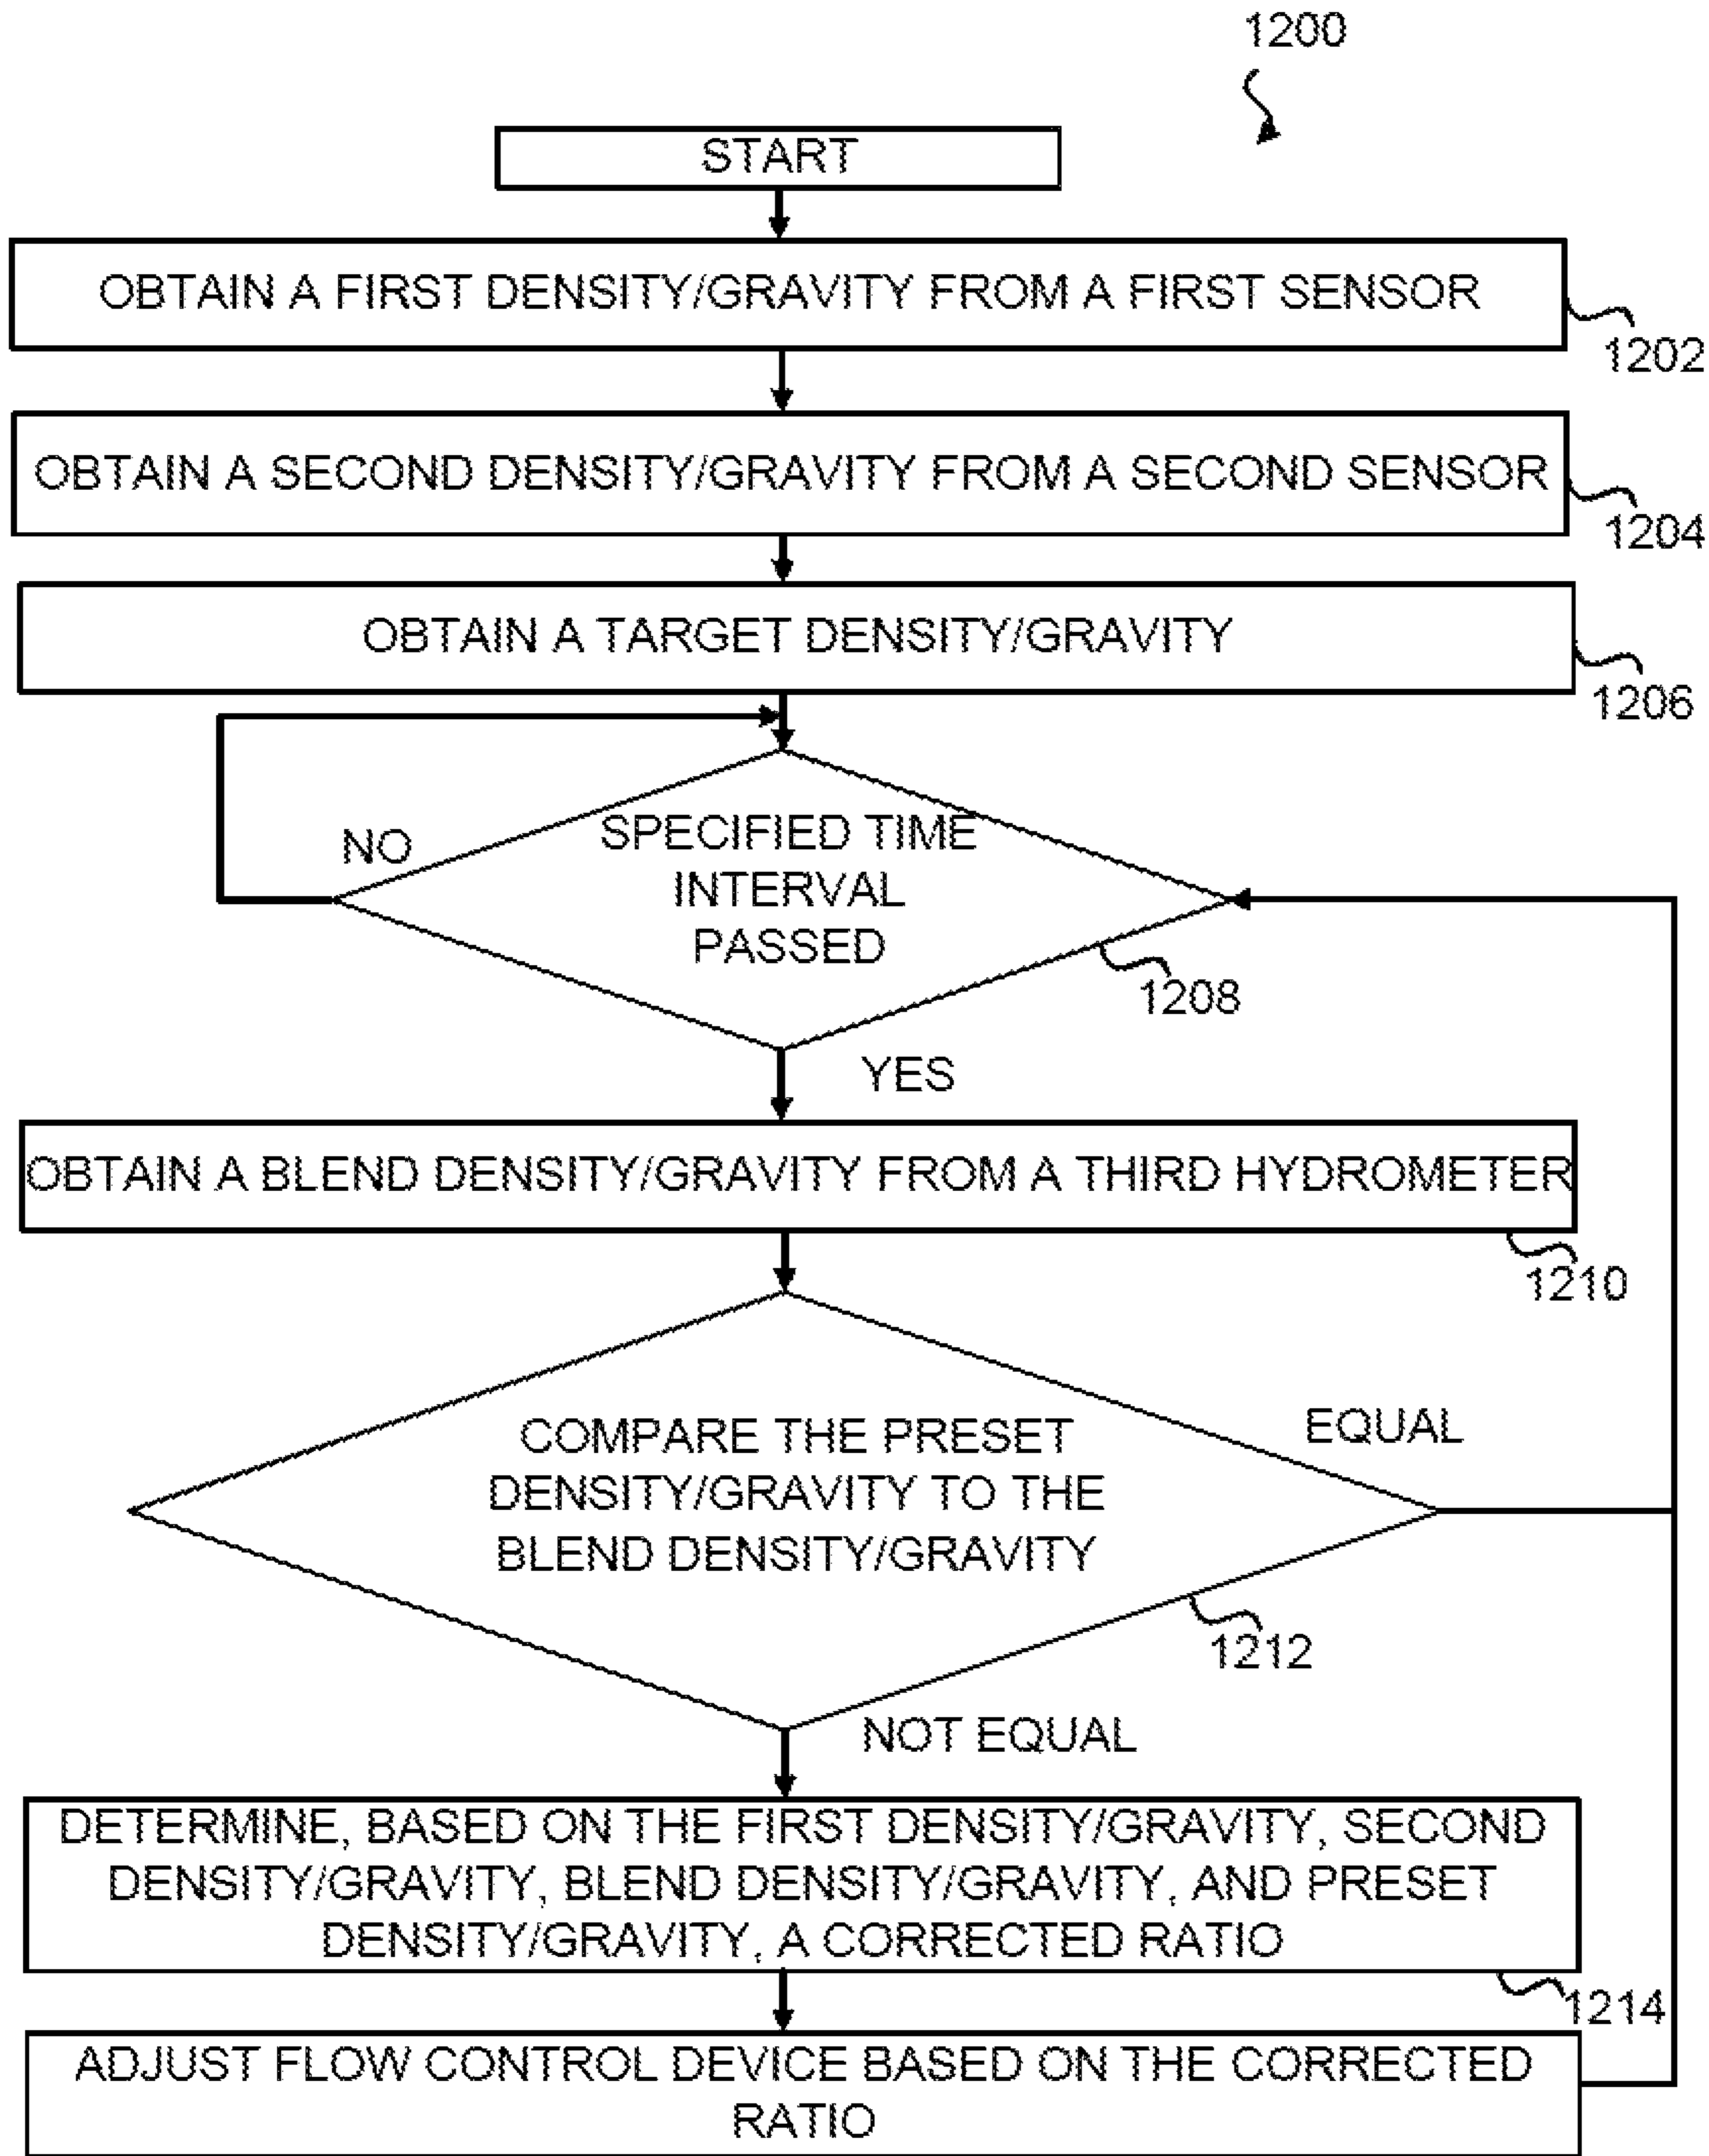 1200
START
OBTAIN A FIRST DENSITY/GRAVITY FROM A FIRST SENSOR
1202
OBTAIN A SECOND DENSITY/GRAVITY FROM A SECOND SENSOR
1204
OBTAIN A TARGET DENSITY/GRAVITY
1206
NO
SPECIFIED TIME
INTERVAL
PASSED
1208
YES
OBTAIN A BLEND DENSITY/GRAVITY FROM A THIRD HYDROMETER
1210
COMPARE THE PRESET
DENSITY/GRAVITY TO THE
BLEND DENSITY/GRAVITY
EQUAL
1212
NOT EQUAL
DETERMINE, BASED ON THE FIRST DENSITY/GRAVITY, SECOND
DENSITY/GRAVITY, BLEND DENSITY/GRAVITY, AND PRESET
DENSITY/GRAVITY, A CORRECTED RATIO
1214
ADJUST FLOW CONTROL DEVICE BASED ON THE CORRECTED
RATIO